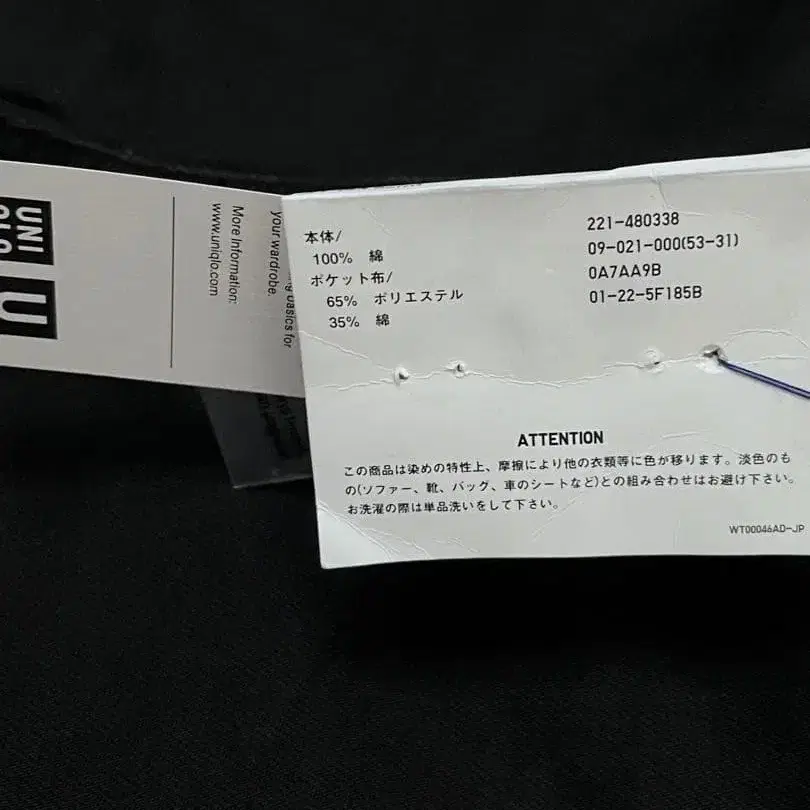 UNI
QLO
U
More Information:
www.uniqlo.com
your wardrobe.
basics for
本体/
100% 綿
ポケット布/
65% ポリエステル
35% 綿
221-480338
09-021-000(53-31)
0A7AA9B
01-22-5F185B
ATTENTION
この商品は染めの特性上、摩擦により他の衣類等に色が移ります。淡色のも
の(ソファー、靴、バッグ、車のシートなど)との組み合わせはお避け下さい。
お洗濯の際は単品洗いをして下さい。
WT00046AD-JP